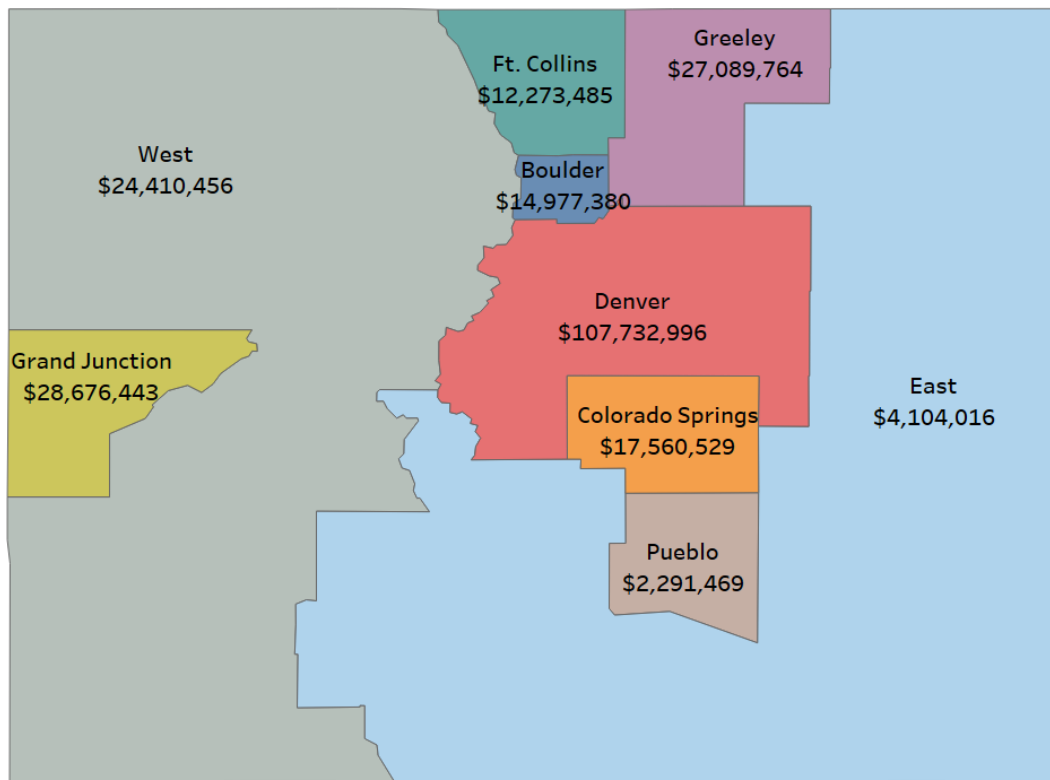 Greeley
$27,089,764
Ft. Collins
$12,273,485
West
$24,410,456
Boulder
$14,977,380
Denver
$107,732,996
Grand Junction
$28,676,443
East
$4,104,016
Colorado Springs
$17,560,529
Pueblo
$2,291,469